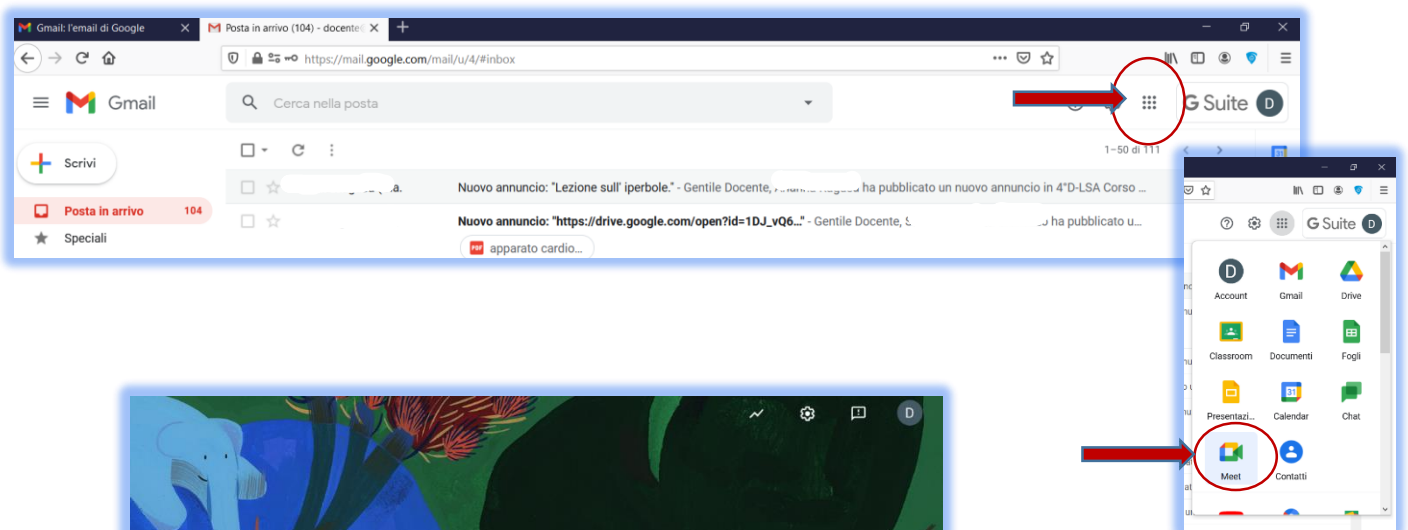 Gmail: l'email di Google
Posta in arrivo (104) - docente
https://mail.google.com/mail/u/4/#inbox
Gmail
Cerca nella posta
G Suite D
Scrivi
1–50 di 111
Posta in arrivo 104
Speciali
Nuovo annuncio: "Lezione sull' iperbole." - Gentile Docente, ha pubblicato un nuovo annuncio in 4°D-LSA Corso ...
Nuovo annuncio: "https://drive.google.com/open?id=1DJ_vQ6..." - Gentile Docente, ha pubblicato u...
PDF apparato cardio...
G Suite D
D
Account Gmail Drive
Classroom Documenti Fogli
31
Presentazi... Calendar Chat
Meet Contatti
D